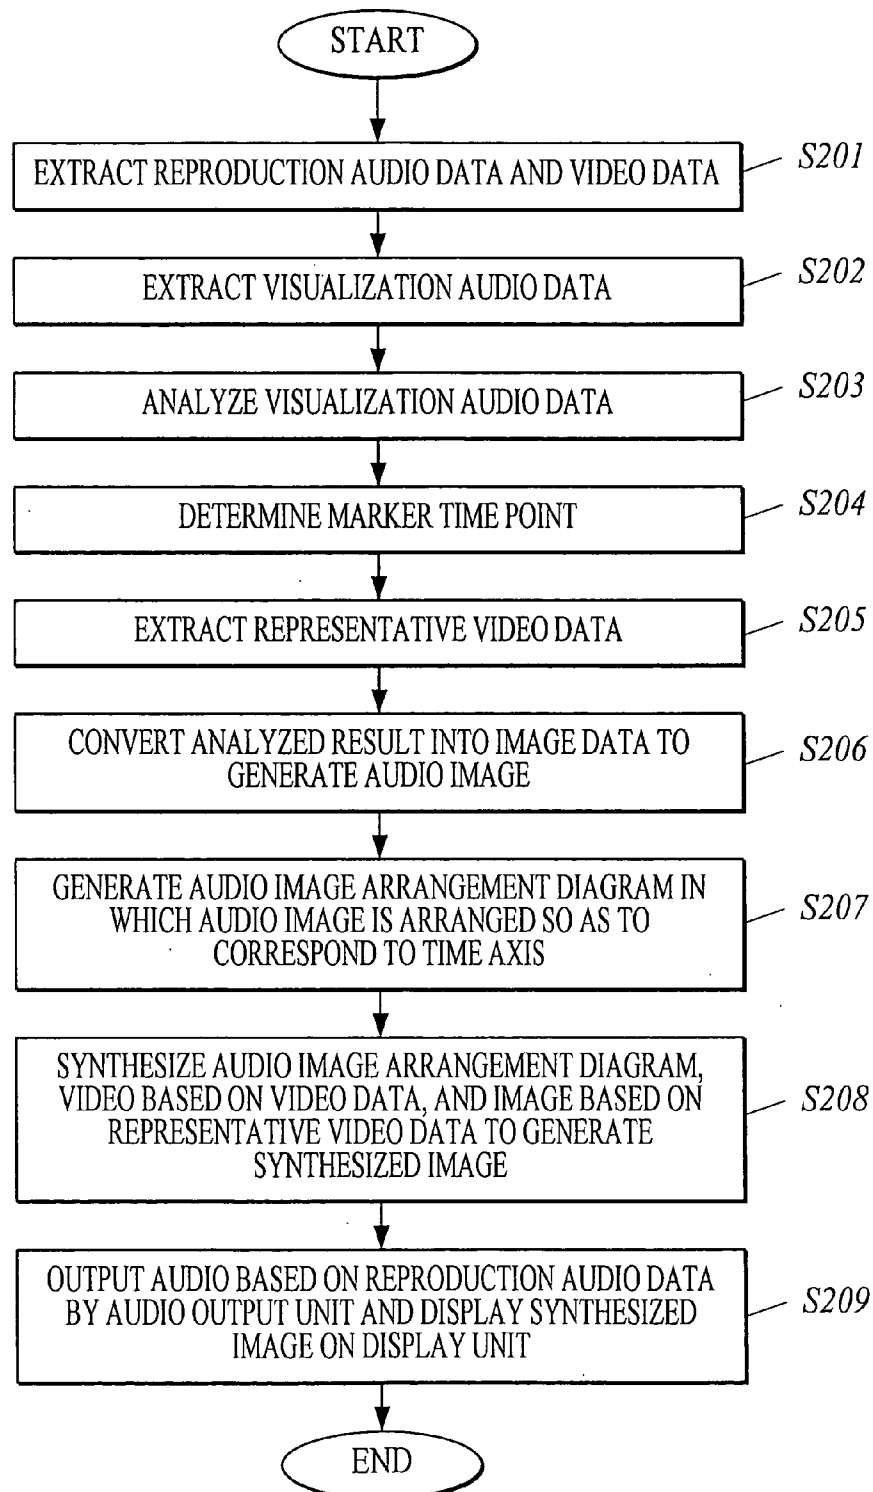 START
EXTRACT REPRODUCTION AUDIO DATA AND VIDEO DATA
S201
EXTRACT VISUALIZATION AUDIO DATA
S202
ANALYZE VISUALIZATION AUDIO DATA
S203
DETERMINE MARKER TIME POINT
S204
EXTRACT REPRESENTATIVE VIDEO DATA
S205
CONVERT ANALYZED RESULT INTO IMAGE DATA TO
GENERATE AUDIO IMAGE
S206
GENERATE AUDIO IMAGE ARRANGEMENT DIAGRAM IN
WHICH AUDIO IMAGE IS ARRANGED SO AS TO
CORRESPOND TO TIME AXIS
S207
SYNTHESIZE AUDIO IMAGE ARRANGEMENT DIAGRAM,
VIDEO BASED ON VIDEO DATA, AND IMAGE BASED ON
REPRESENTATIVE VIDEO DATA TO GENERATE
SYNTHESIZED IMAGE
S208
OUTPUT AUDIO BASED ON REPRODUCTION AUDIO DATA
BY AUDIO OUTPUT UNIT AND DISPLAY SYNTHESIZED
IMAGE ON DISPLAY UNIT
S209
END